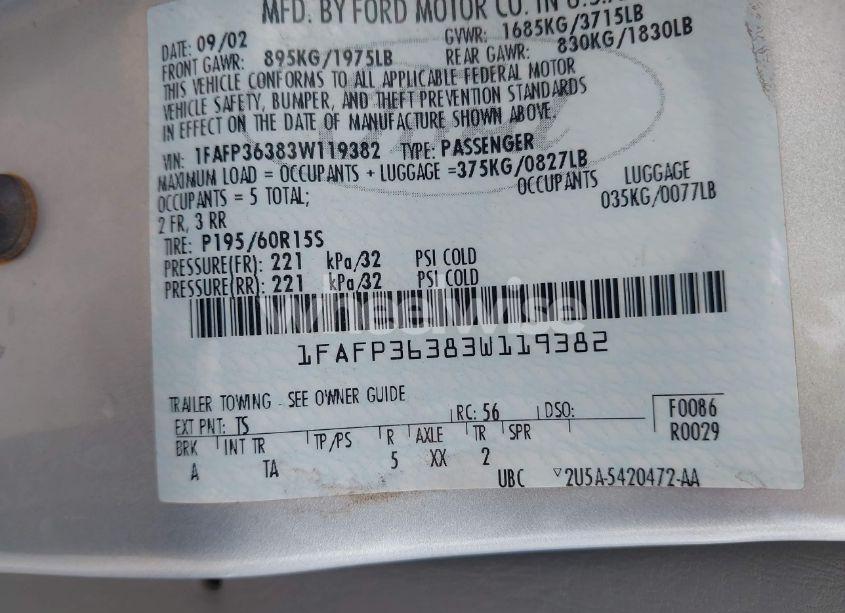 MFD. BY FORD MOTOR CO. IN U.S.A.
DATE: 09/02 GVWR: 1685KG/3715LB
FRONT GAWR: 895KG/1975LB REAR GAWR: 830KG/1830LB
THIS VEHICLE CONFORMS TO ALL APPLICABLE FEDERAL MOTOR
VEHICLE SAFETY, BUMPER, AND THEFT PREVENTION STANDARDS
IN EFFECT ON THE DATE OF MANUFACTURE SHOWN ABOVE.
VIN: 1FAFP36383W119382 TYPE: PASSENGER
MAXIMUM LOAD = OCCUPANTS + LUGGAGE =375KG/0827LB
OCCUPANTS = 5 TOTAL; OCCUPANTS LUGGAGE
2 FR, 3 RR 035KG/0077LB
TIRE: P195/60R15S
PRESSURE(FR): 221 kPa/32 PSI COLD
PRESSURE(RR): 221 kPa/32 PSI COLD
wheelwise
1FAFP36383W119382
TRAILER TOWING - SEE OWNER GUIDE
EXT PNT: TS RC: 56 DSO: F0086
BRK INT TR TP/PS R AXLE TR SPR R0029
A TA 5 XX 2
UBC ▽2U5A-5420472-AA